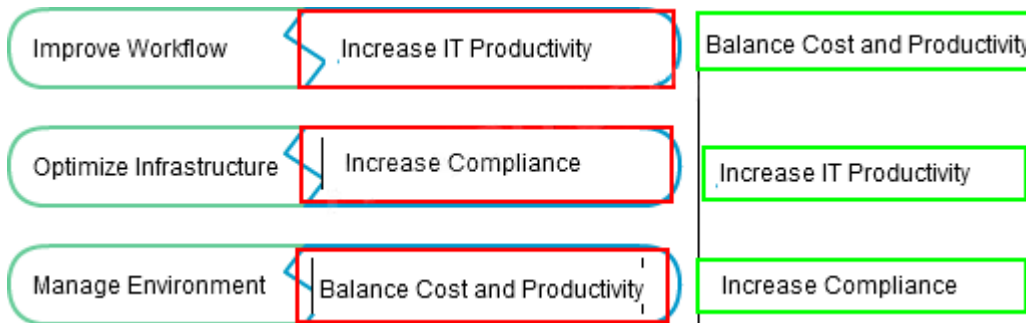 Improve Workflow
Increase IT Productivity
Balance Cost and Productivity
Optimize Infrastructure
Increase Compliance
Increase IT Productivity
Manage Environment
Balance Cost and Productivity
Increase Compliance